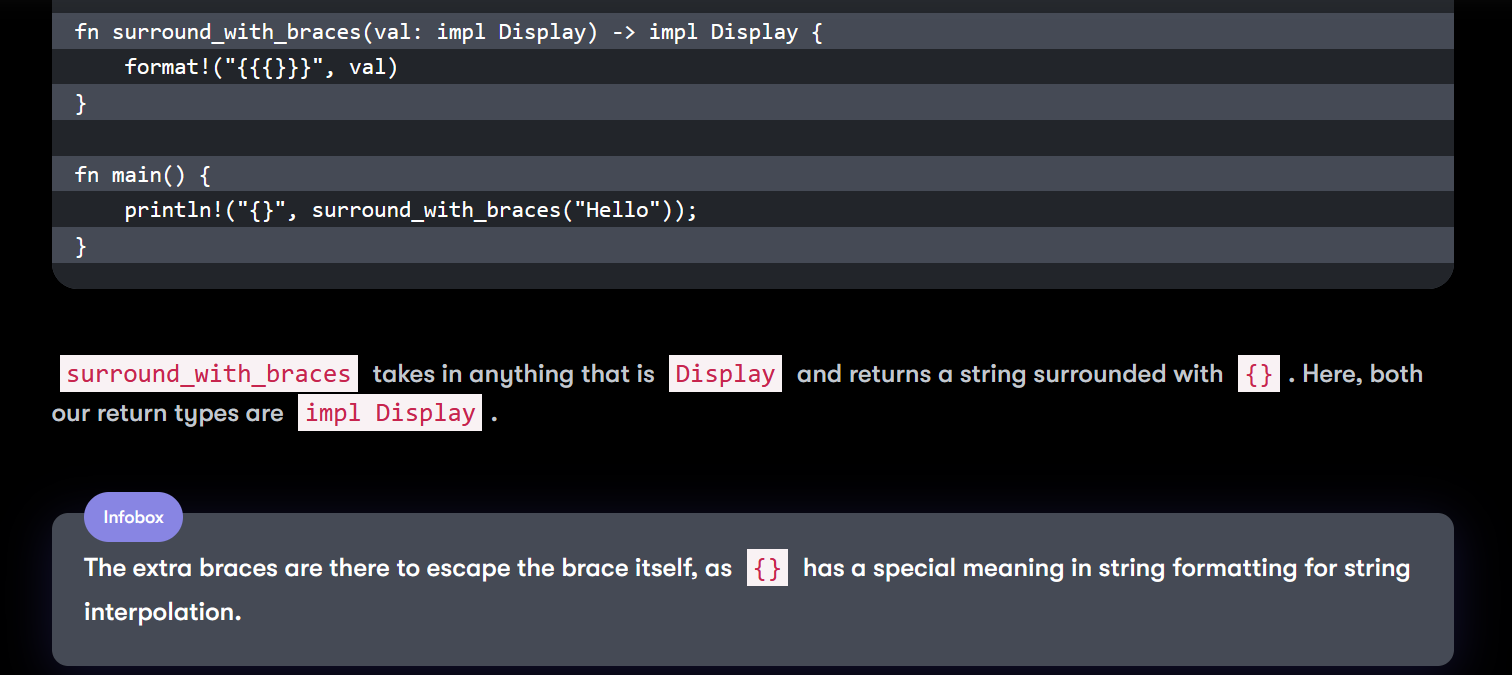 fn surround_with_braces(val: impl Display) -> impl Display {
    format!("{{{}}}", val)
}
fn main() {
    println!("{}", surround_with_braces("Hello"));
}
surround_with_braces takes in anything that is Display and returns a string surrounded with {} . Here, both
our return types are impl Display .
Infobox
The extra braces are there to escape the brace itself, as {} has a special meaning in string formatting for string
interpolation.